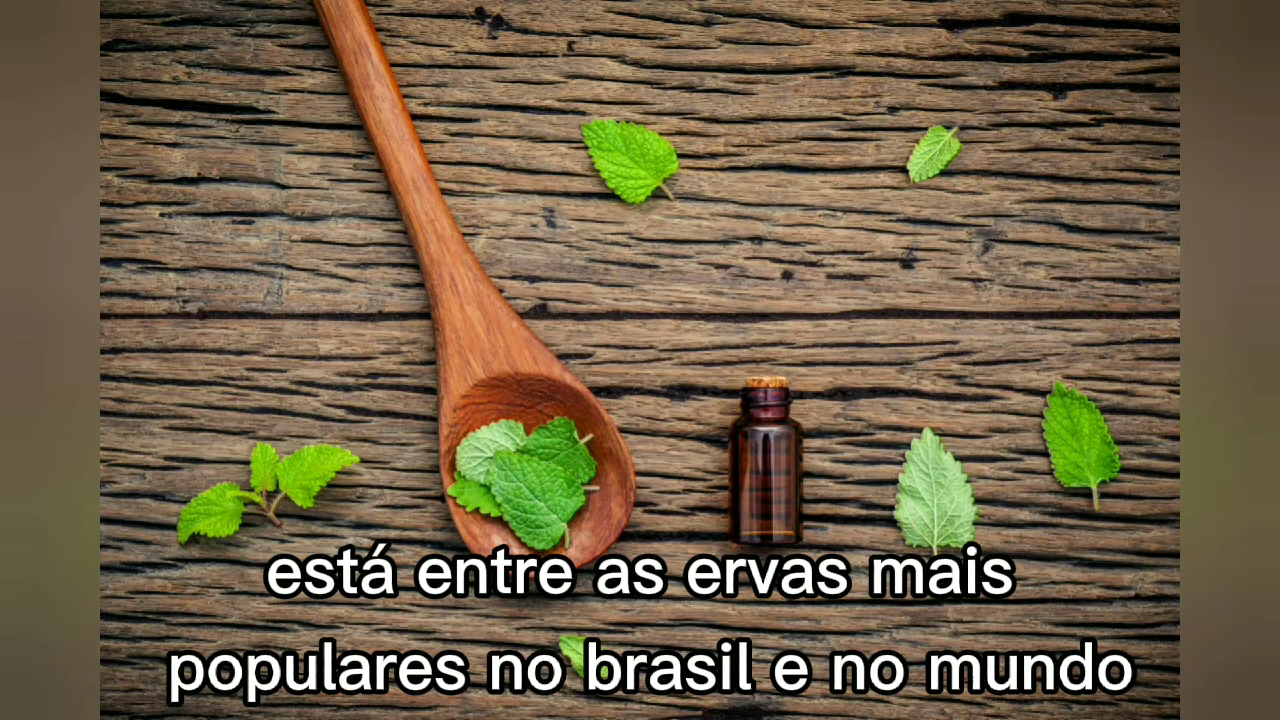 está entre as ervas mais
populares no brasil e no mundo